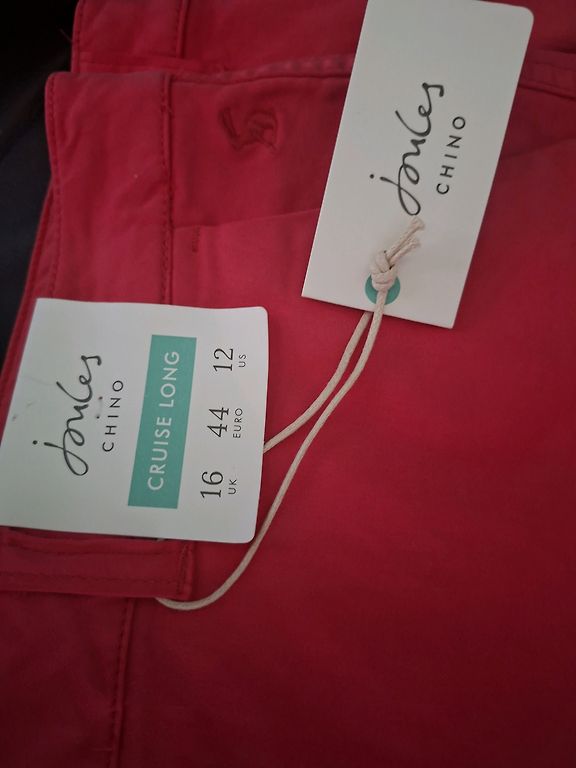 Joules
CHINO
Joules
CHINO
CRUISE LONG
16 44 12
UK EURO US